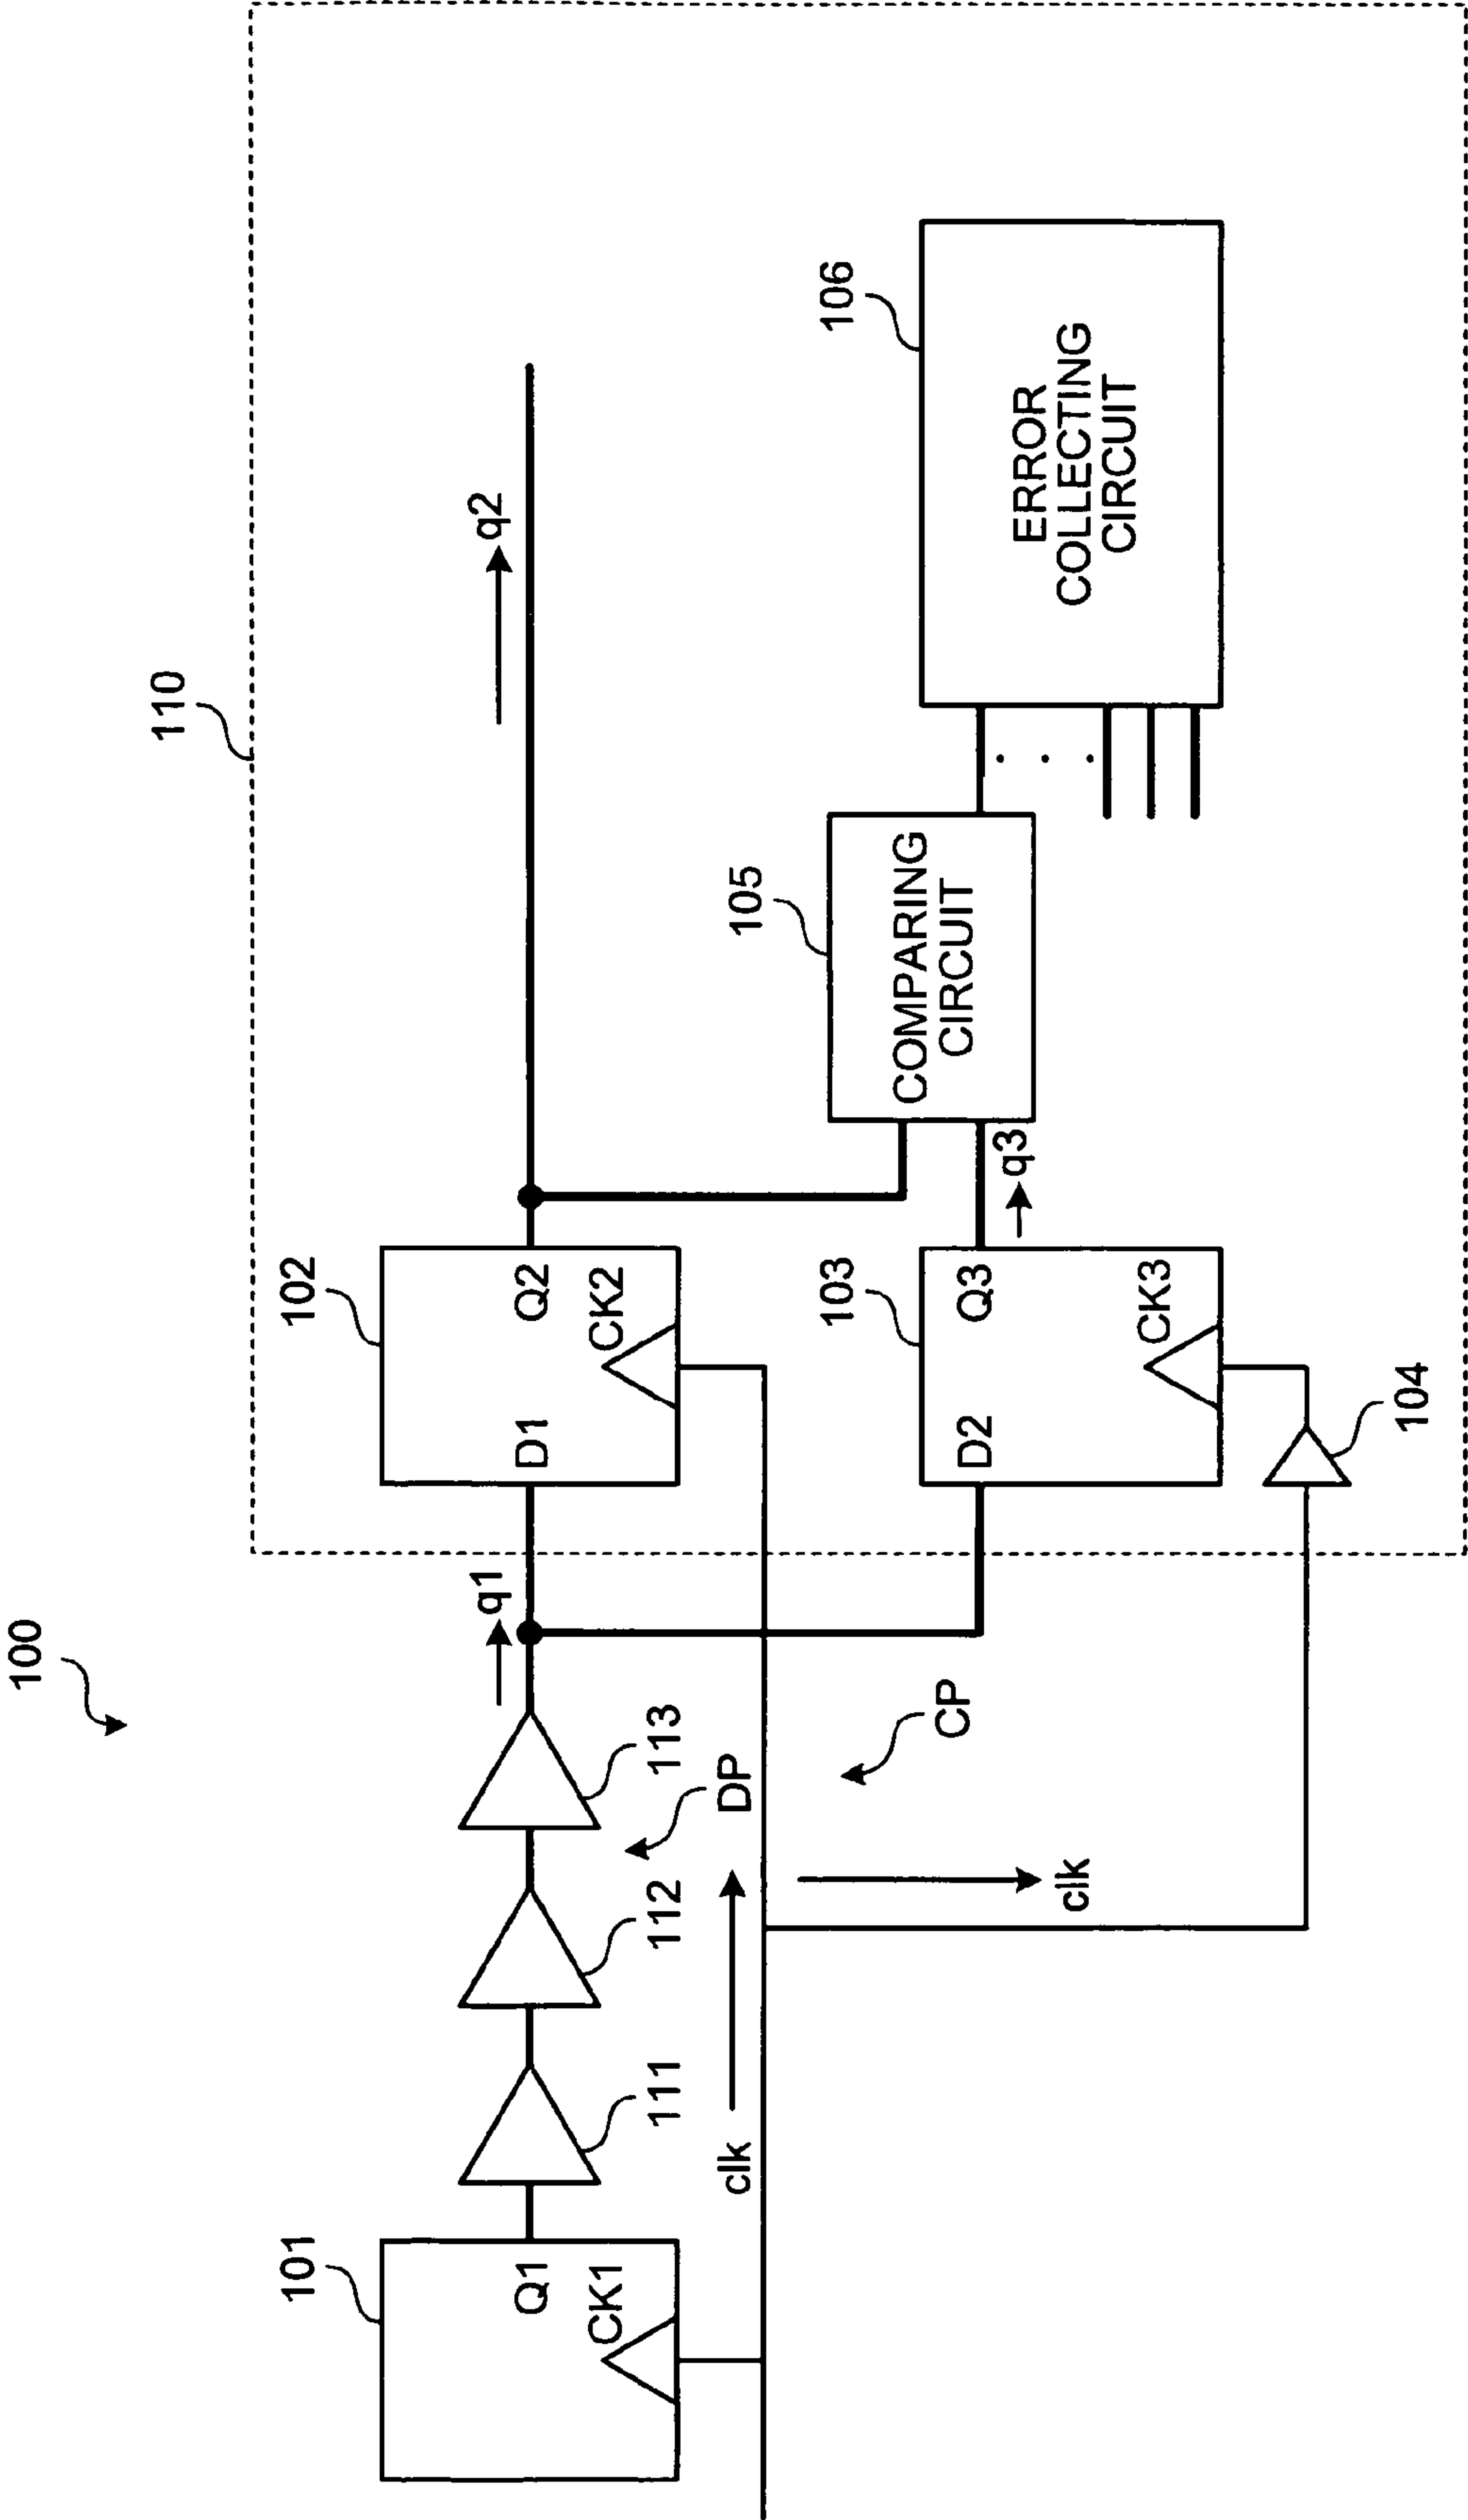 100
110
101
Q1
CK1
111
112
113
DP
q1
102
D1
Q2
CK2
q2
clk
clk
CP
103
D2
Q3
CK3
q3
104
105
COMPARING
CIRCUIT
106
ERROR
COLLECTING
CIRCUIT